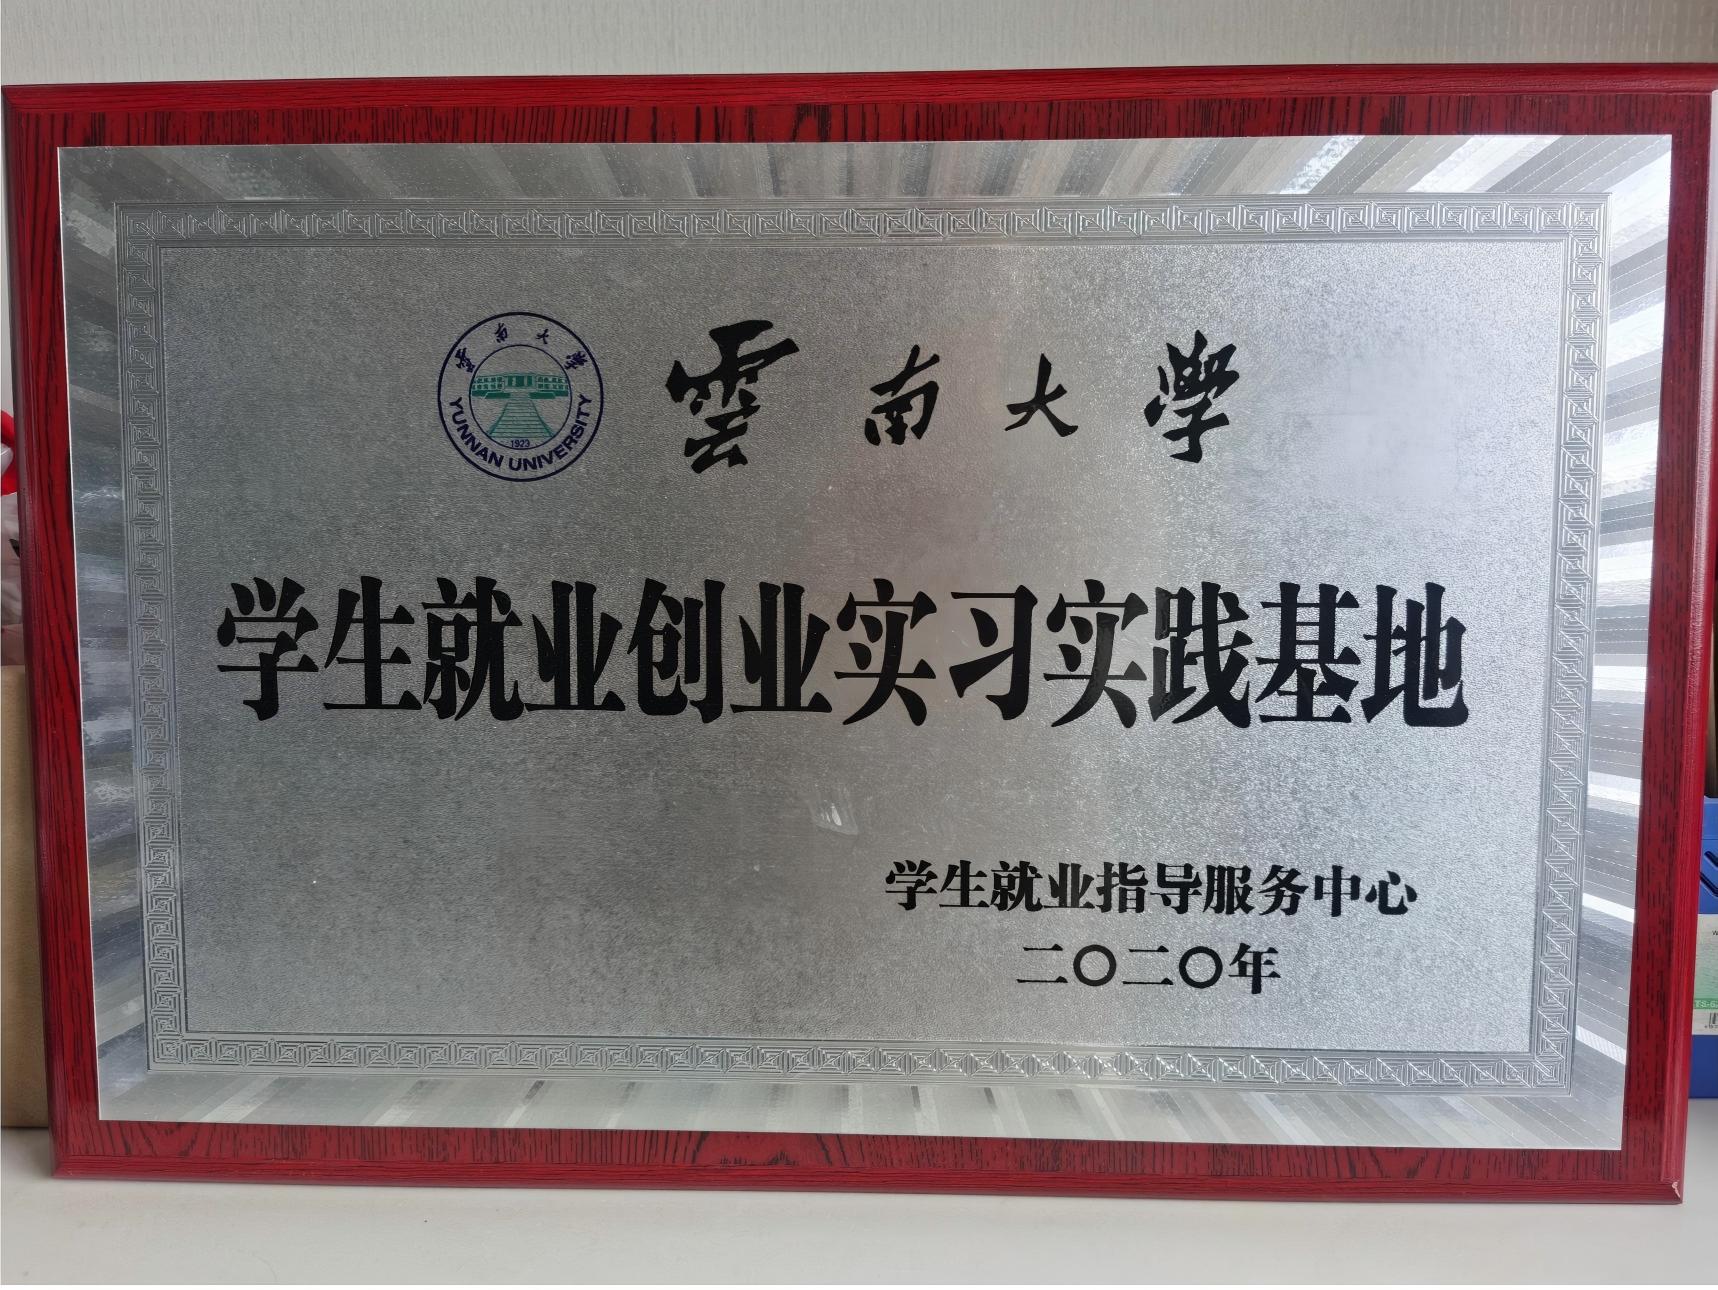 雲南大學
YUNNAN UNIVERSITY
1923
雲南大學
学生就业创业实习实践基地
学生就业指导服务中心
二〇二〇年